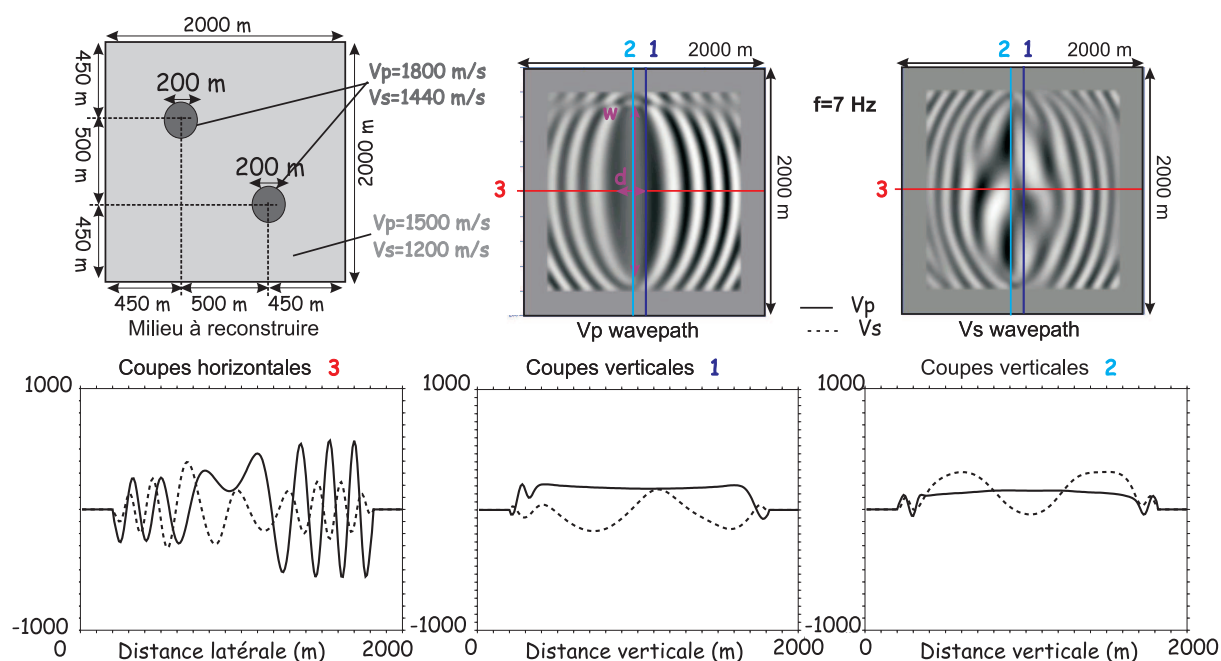 2000 m
450 m
500 m
450 m
200 m
200 m
Vp=1800 m/s
Vs=1440 m/s
2000 m
Vp=1500 m/s
Vs=1200 m/s
450 m
500 m
450 m
Milieu à reconstruire
2 1
2000 m
w
d
3
2000 m
Vp wavepath
f=7 Hz
Vp
Vs
2 1
2000 m
3
2000 m
Vs wavepath
Coupes horizontales 3
1000
-1000
0
Distance latérale (m)
2000
Coupes verticales 1
1000
-1000
0
Distance verticale (m)
2000
Coupes verticales 2
1000
-1000
0
Distance verticale (m)
2000